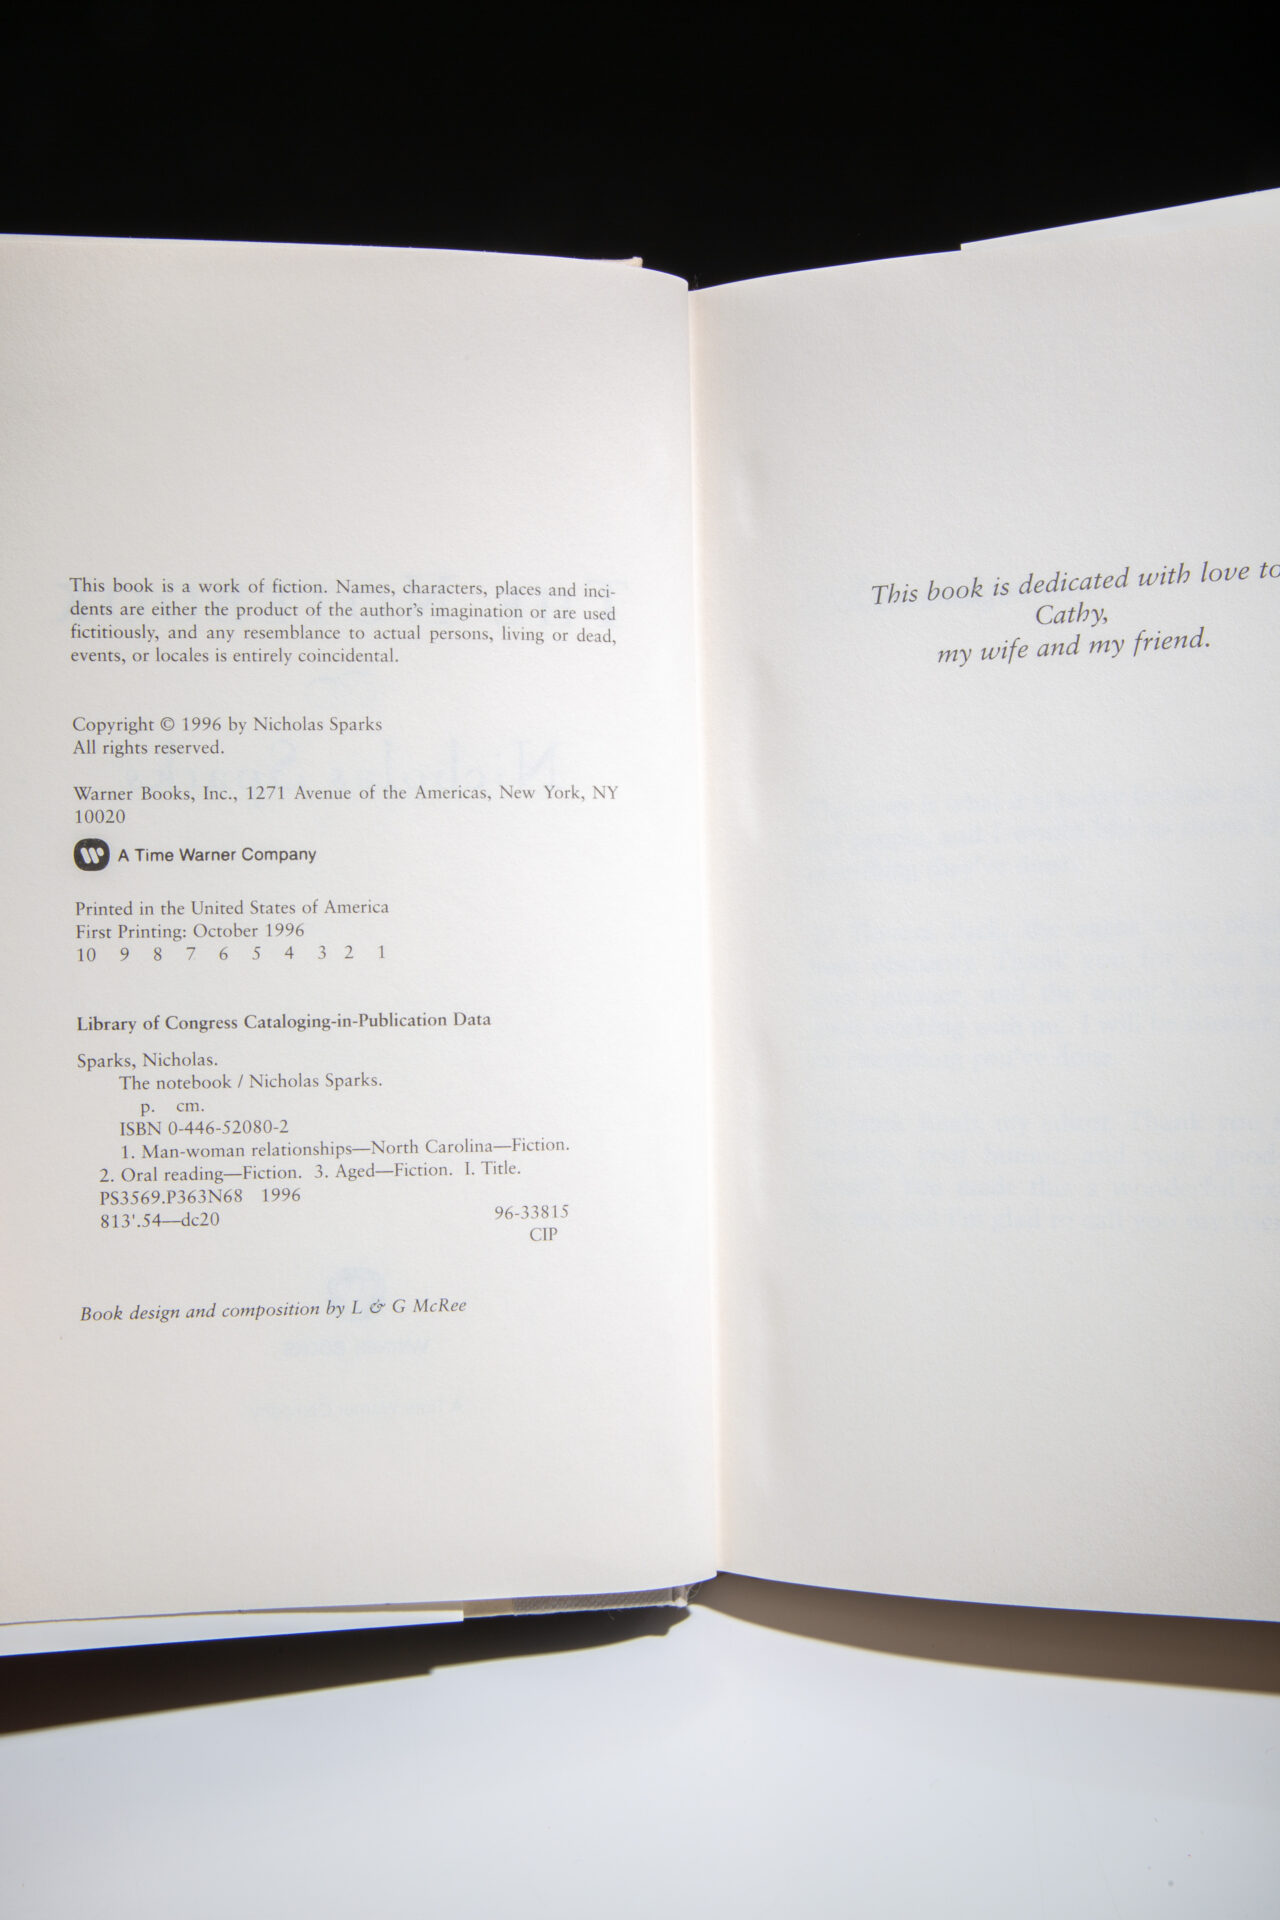 This book is a work of fiction. Names, characters, places and inci-
dents are either the product of the author's imagination or are used
fictitiously, and any resemblance to actual persons, living or dead,
events, or locales is entirely coincidental.
Copyright © 1996 by Nicholas Sparks
All rights reserved.
Warner Books, Inc., 1271 Avenue of the Americas, New York, NY
10020
A Time Warner Company
Printed in the United States of America
First Printing: October 1996
10 9 8 7 6 5 4 3 2 1
Library of Congress Cataloging-in-Publication Data
Sparks, Nicholas.
The notebook / Nicholas Sparks.
p. cm.
ISBN 0-446-52080-2
1. Man-woman relationships—North Carolina—Fiction.
2. Oral reading—Fiction. 3. Aged—Fiction. I. Title.
PS3569.P363N68 1996
813'.54—dc20 96-33815
CIP
Book design and composition by L & G McRee
This book is dedicated with love to
Cathy,
my wife and my friend.